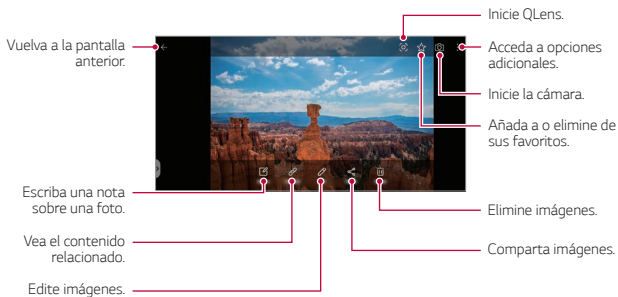 Inicie QLens.
Vuelva a la pantalla
anterior.
Acceda a opciones
adicionales.
Inicie la cámara.
Añada a o elimine de
sus favoritos.
Escriba una nota
sobre una foto.
Elimine imágenes.
Vea el contenido
relacionado.
Comparta imágenes.
Edite imágenes.